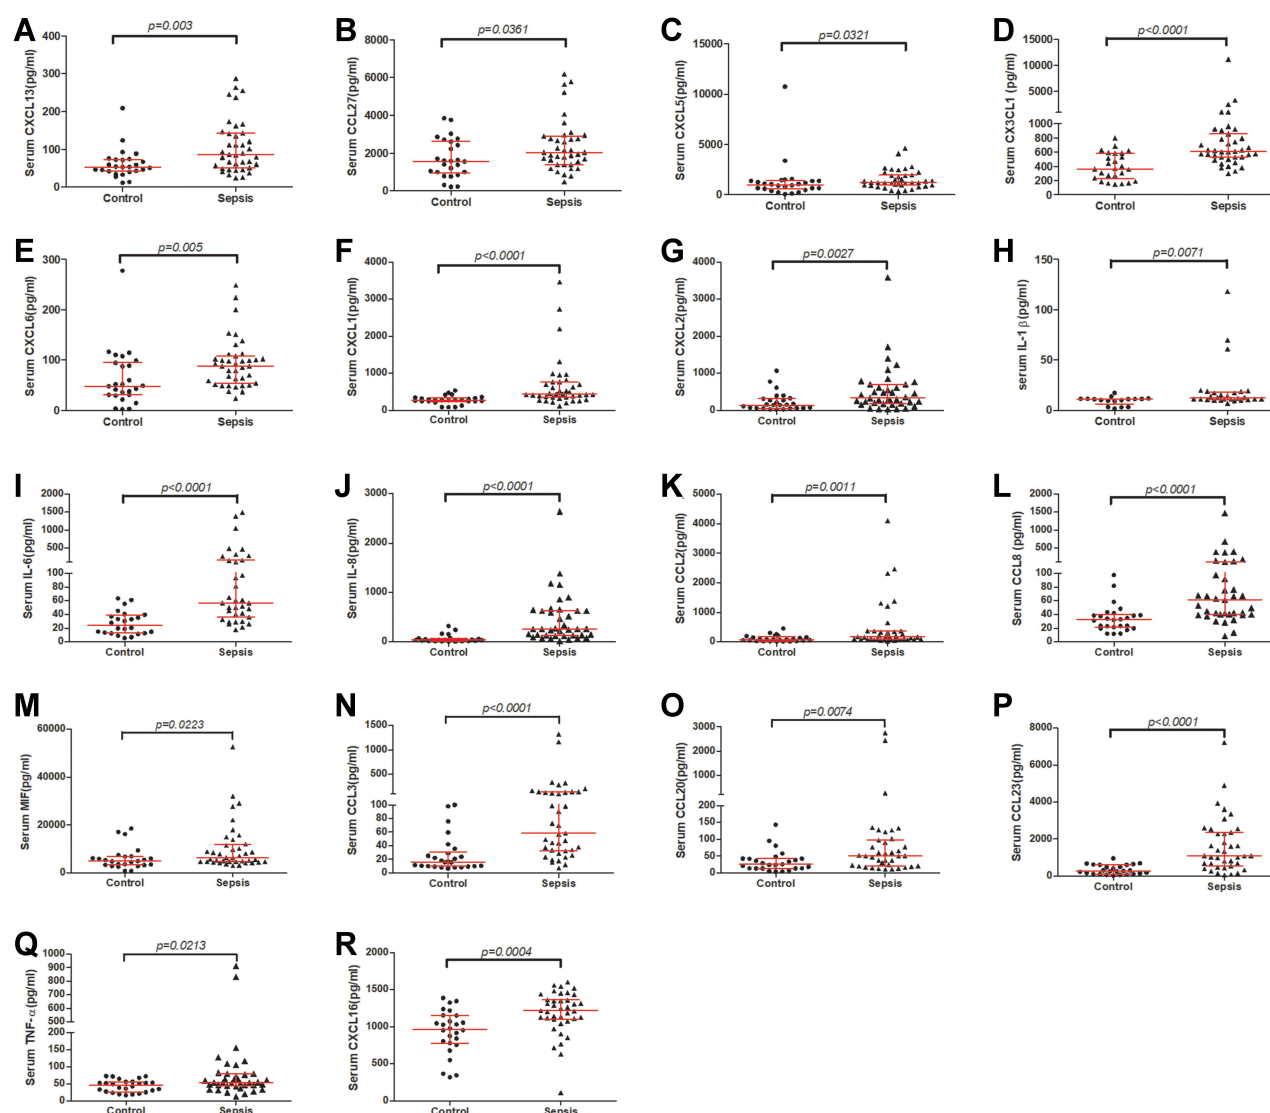 A
p=0.003
Serum CXCL13(pg/ml)
400
300
200
100
0
Control
Sepsis
B
p=0.0361
Serum CCL27(pg/ml)
8000
6000
4000
2000
0
Control
Sepsis
C
p=0.0321
Serum CXCL5(pg/ml)
15000
10000
5000
0
Control
Sepsis
D
p<0.0001
Serum CX3CL1 (pg/ml)
15000
10000
5000
1000
800
600
400
200
0
Control
Sepsis
E
p=0.005
Serum CXCL6(pg/ml)
300
200
100
0
Control
Sepsis
F
p<0.0001
Serum CXCL1(pg/ml)
4000
3000
2000
1000
0
Control
Sepsis
G
p=0.0027
Serum CXCL2(pg/ml)
4000
3000
2000
1000
0
Control
Sepsis
H
p=0.0071
serum IL-1 β(pg/ml)
150
100
50
0
Control
Sepsis
I
p<0.0001
Serum IL-6(pg/ml)
2000
1500
1000
500
100
80
60
40
20
0
Control
Sepsis
J
p<0.0001
Serum IL-8(pg/ml)
3000
2000
1000
0
Control
Sepsis
K
p=0.0011
Serum CCL2(pg/ml)
5000
4000
3000
2000
1000
0
Control
Sepsis
L
p<0.0001
Serum CCL8 (pg/ml)
2000
1500
1000
500
100
80
60
40
20
0
Control
Sepsis
M
p=0.0223
Serum MIF(pg/ml)
60000
40000
20000
0
Control
Sepsis
N
p<0.0001
Serum CCL3(pg/ml)
1500
1000
500
100
80
60
40
20
0
Control
Sepsis
O
p=0.0074
Serum CCL20(pg/ml)
3000
2000
1000
200
150
100
50
0
Control
Sepsis
P
p<0.0001
Serum CCL23(pg/ml)
8000
6000
4000
2000
0
Control
Sepsis
Q
p=0.0213
Serum TNF-α(pg/ml)
1000
900
800
700
600
500
200
150
100
50
0
Control
Sepsis
R
p=0.0004
Serum CXCL16(pg/ml)
2000
1500
1000
500
0
Control
Sepsis